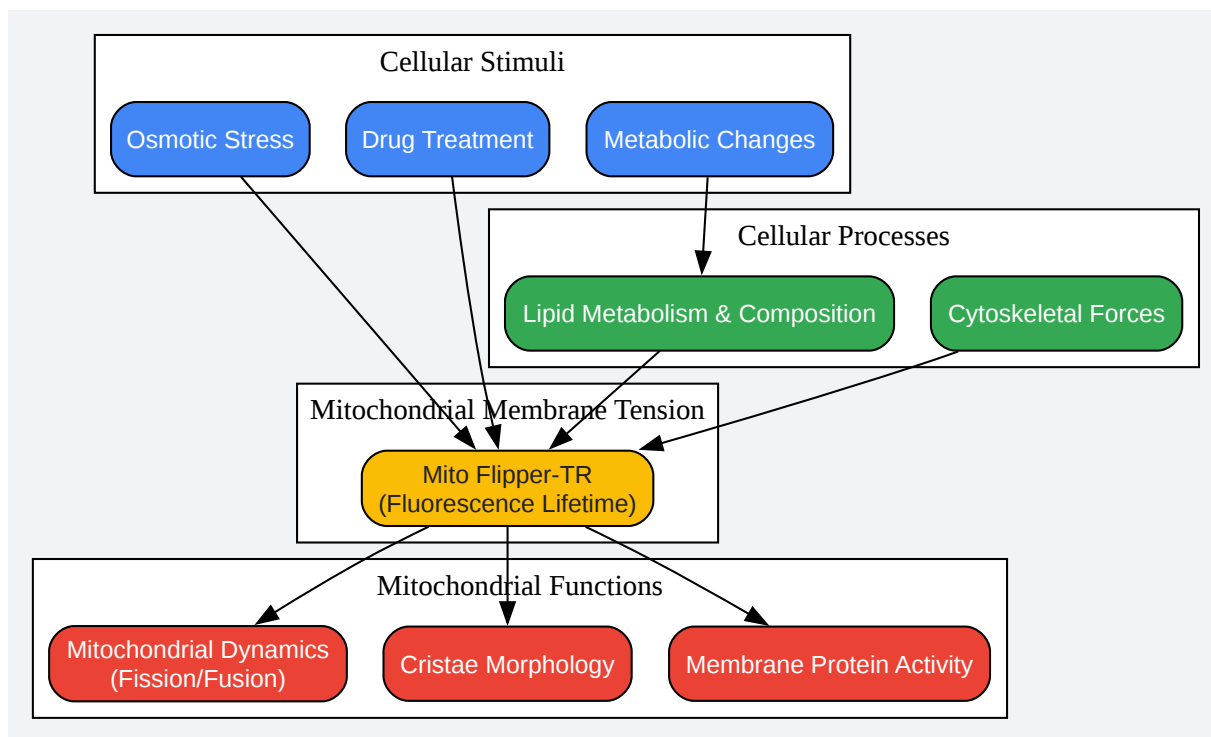 Cellular Stimuli
Osmotic Stress
Drug Treatment
Metabolic Changes
Cellular Processes
Lipid Metabolism & Composition
Cytoskeletal Forces
Mitochondrial Membrane Tension
Mito Flipper-TR
(Fluorescence Lifetime)
Mitochondrial Functions
Mitochondrial Dynamics
(Fission/Fusion)
Cristae Morphology
Membrane Protein Activity